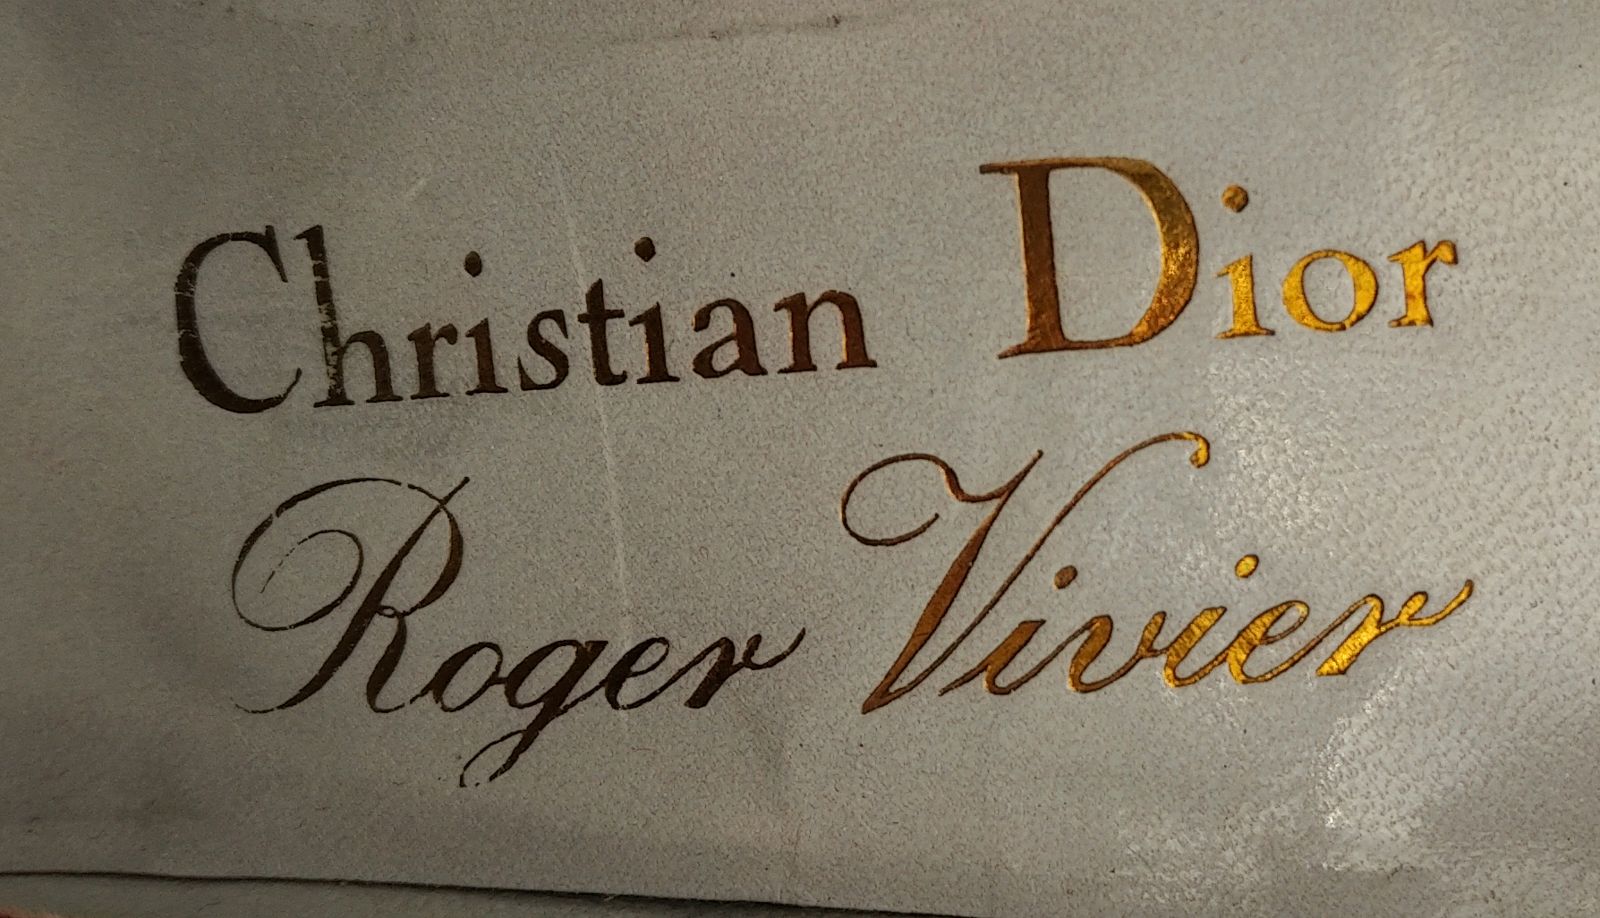 Christian Dior
Roger Vivier